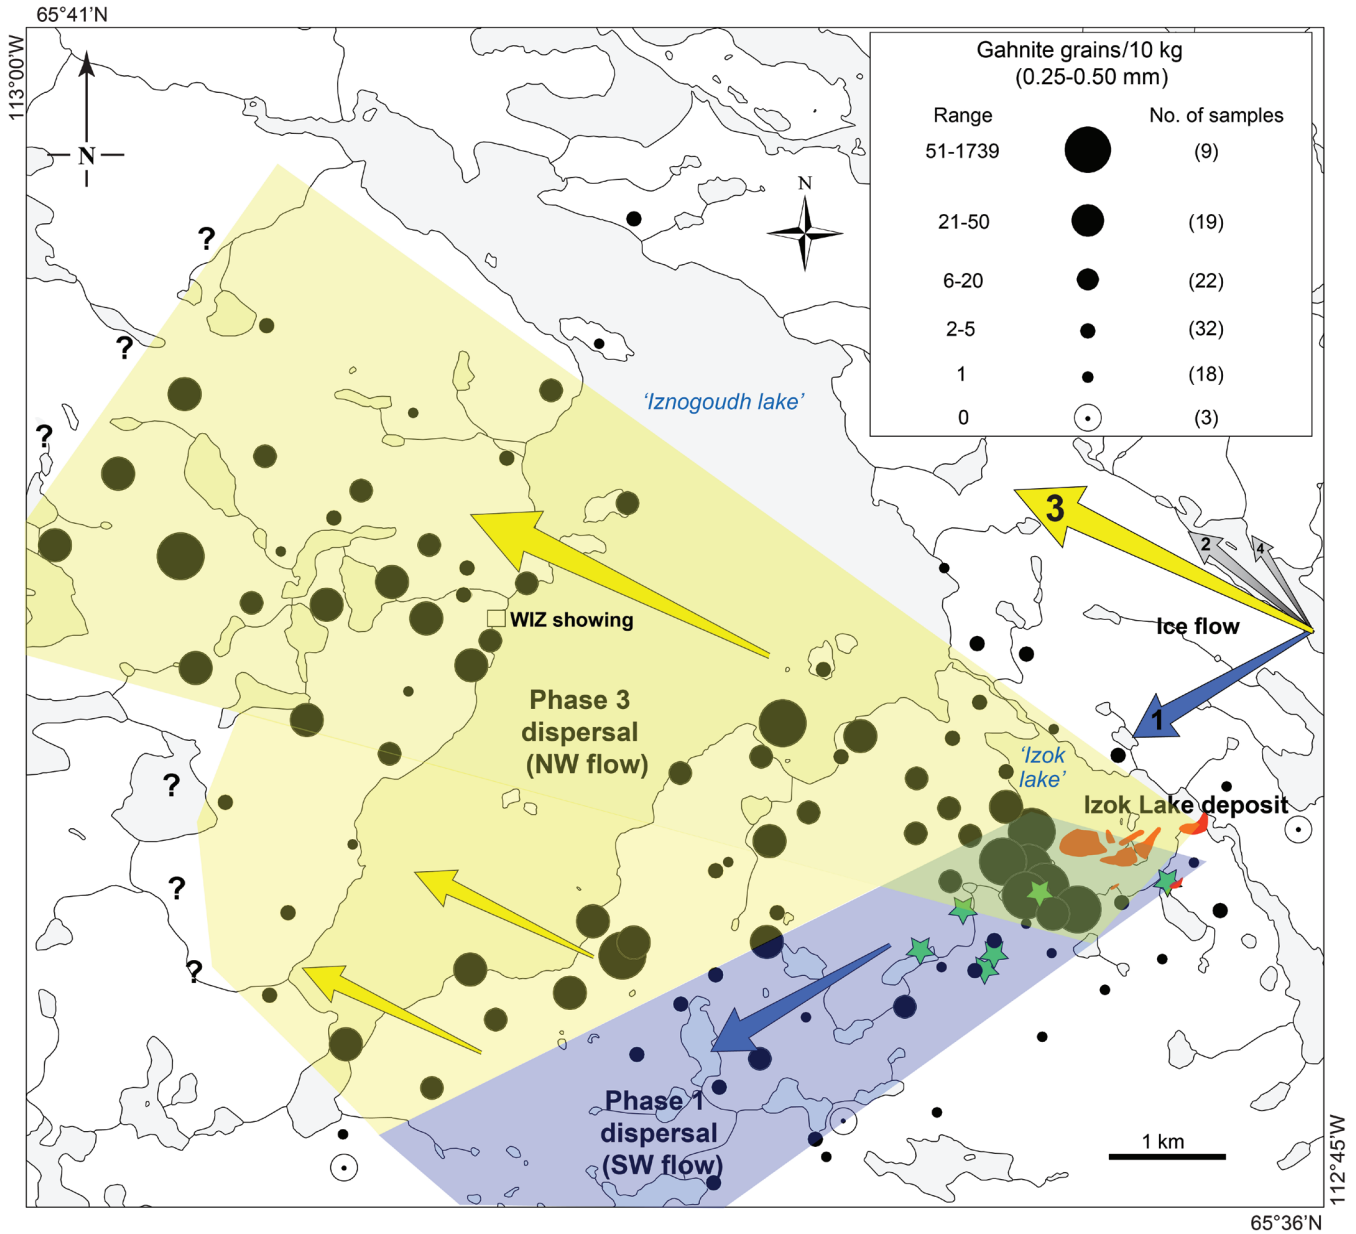 65°41'N
113°00'W
N
N
Gahnite grains/10 kg
(0.25-0.50 mm)
Range
No. of samples
51-1739
(9)
21-50
(19)
6-20
(22)
2-5
(32)
1
(18)
0
(3)
?
?
?
'Iznogoudh lake'
3
2
4
Ice flow
1
WIZ showing
Phase 3
dispersal
(NW flow)
'Izok
lake'
Izok Lake deposit
?
?
?
Phase 1
dispersal
(SW flow)
1 km
112°45'W
65°36'N